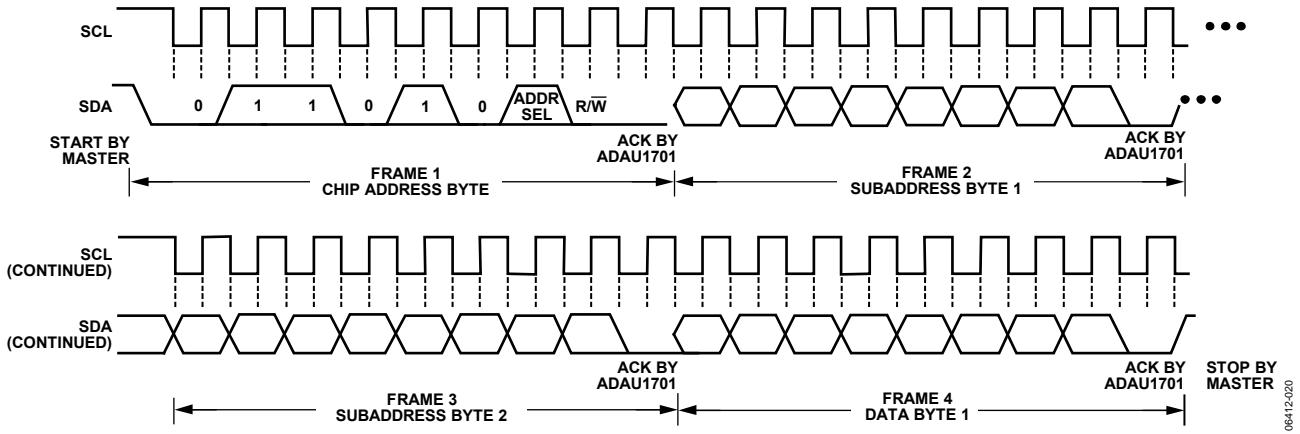 SCL
SDA
0 1 1 0 1 0 ADDR SEL R/W̅
START BY
MASTER
ACK BY
ADAU1701
ACK BY
ADAU1701
FRAME 1
CHIP ADDRESS BYTE
FRAME 2
SUBADDRESS BYTE 1
SCL
(CONTINUED)
SDA
(CONTINUED)
ACK BY
ADAU1701
ACK BY
ADAU1701
STOP BY
MASTER
FRAME 3
SUBADDRESS BYTE 2
FRAME 4
DATA BYTE 1
06412-020